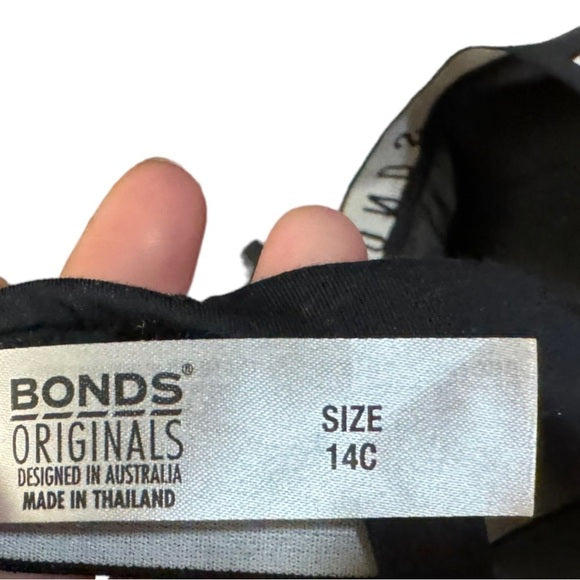 BONDS®
ORIGINALS
DESIGNED IN AUSTRALIA
MADE IN THAILAND
SIZE
14C